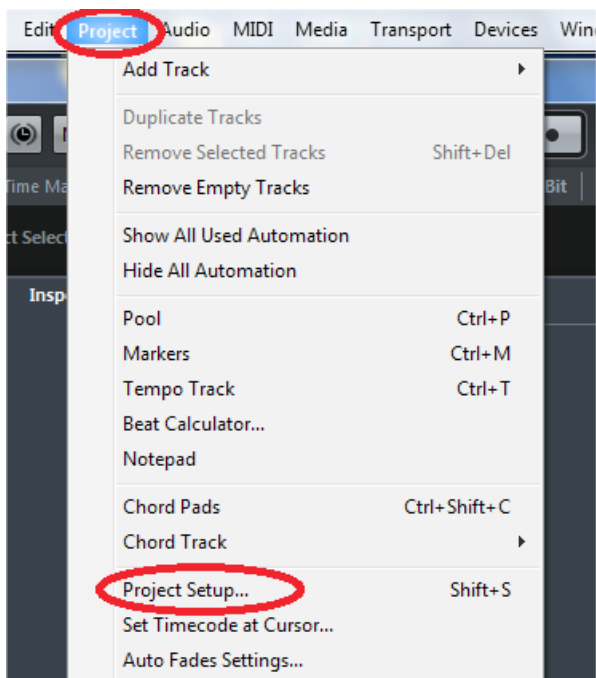 Edit Project Audio MIDI Media Transport Devices
Add Track
Duplicate Tracks
Remove Selected Tracks Shift+Del
Remove Empty Tracks
Bit
Show All Used Automation
Hide All Automation
Pool Ctrl+P
Markers Ctrl+M
Tempo Track Ctrl+T
Beat Calculator...
Notepad
Chord Pads Ctrl+Shift+C
Chord Track
Project Setup... Shift+S
Set Timecode at Cursor...
Auto Fades Settings...